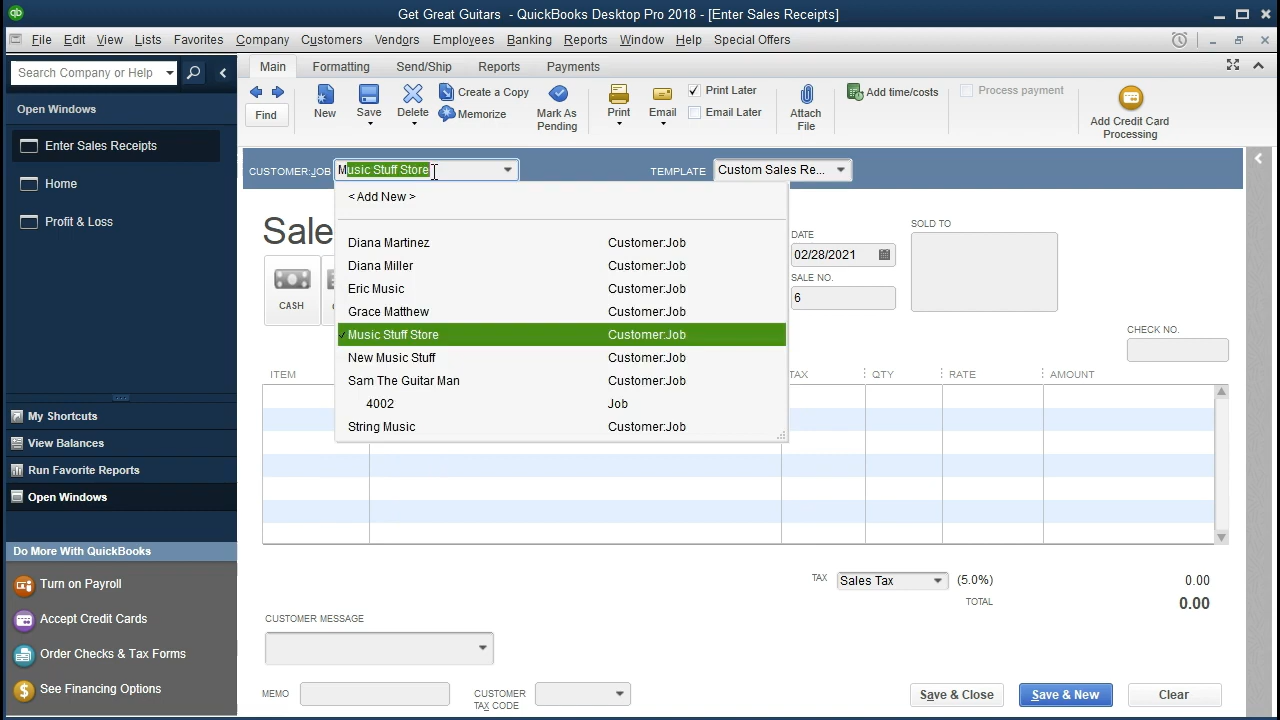 Get Great Guitars - QuickBooks Desktop Pro 2018 - [Enter Sales Receipts]
File Edit View Lists Favorites Company Customers Vendors Employees Banking Reports Window Help Special Offers
Search Company or Help
Main Formatting Send/Ship Reports Payments
Open Windows
Find
New
Save
Delete
Create a Copy
Memorize
Mark As
Pending
Print
Email
Print Later
Email Later
Attach
File
Add time/costs
Process payment
Add Credit Card
Processing
Enter Sales Receipts
Home
Profit & Loss
CUSTOMER:JOB Music Stuff Store
TEMPLATE Custom Sales Re...
< Add New >
Diana Martinez Customer:Job
Diana Miller Customer:Job
Eric Music Customer:Job
Grace Matthew Customer:Job
Music Stuff Store Customer:Job
New Music Stuff Customer:Job
Sam The Guitar Man Customer:Job
4002 Job
String Music Customer:Job
Sale
CASH
DATE
02/28/2021
SALE NO.
6
SOLD TO
CHECK NO.
ITEM TAX QTY RATE AMOUNT
My Shortcuts
View Balances
Run Favorite Reports
Open Windows
Do More With QuickBooks
Turn on Payroll
Accept Credit Cards
Order Checks & Tax Forms
See Financing Options
TAX Sales Tax (5.0%) 0.00
TOTAL 0.00
CUSTOMER MESSAGE
MEMO
CUSTOMER
TAX CODE
Save & Close
Save & New
Clear